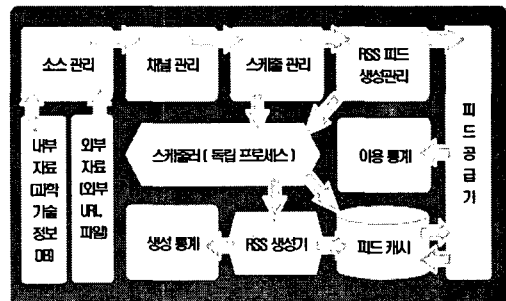 소스 관리
채널 관리
스케줄 관리
RSS 피드
생성관리
피
드
공
급
기
내부
자료
(과학
기술
정보
DB)
외부
자료
(외부
URL,
파일)
스케줄러 ( 독립 프로세스 )
이용 통계
생성 통계
RSS 생성기
피드 캐시